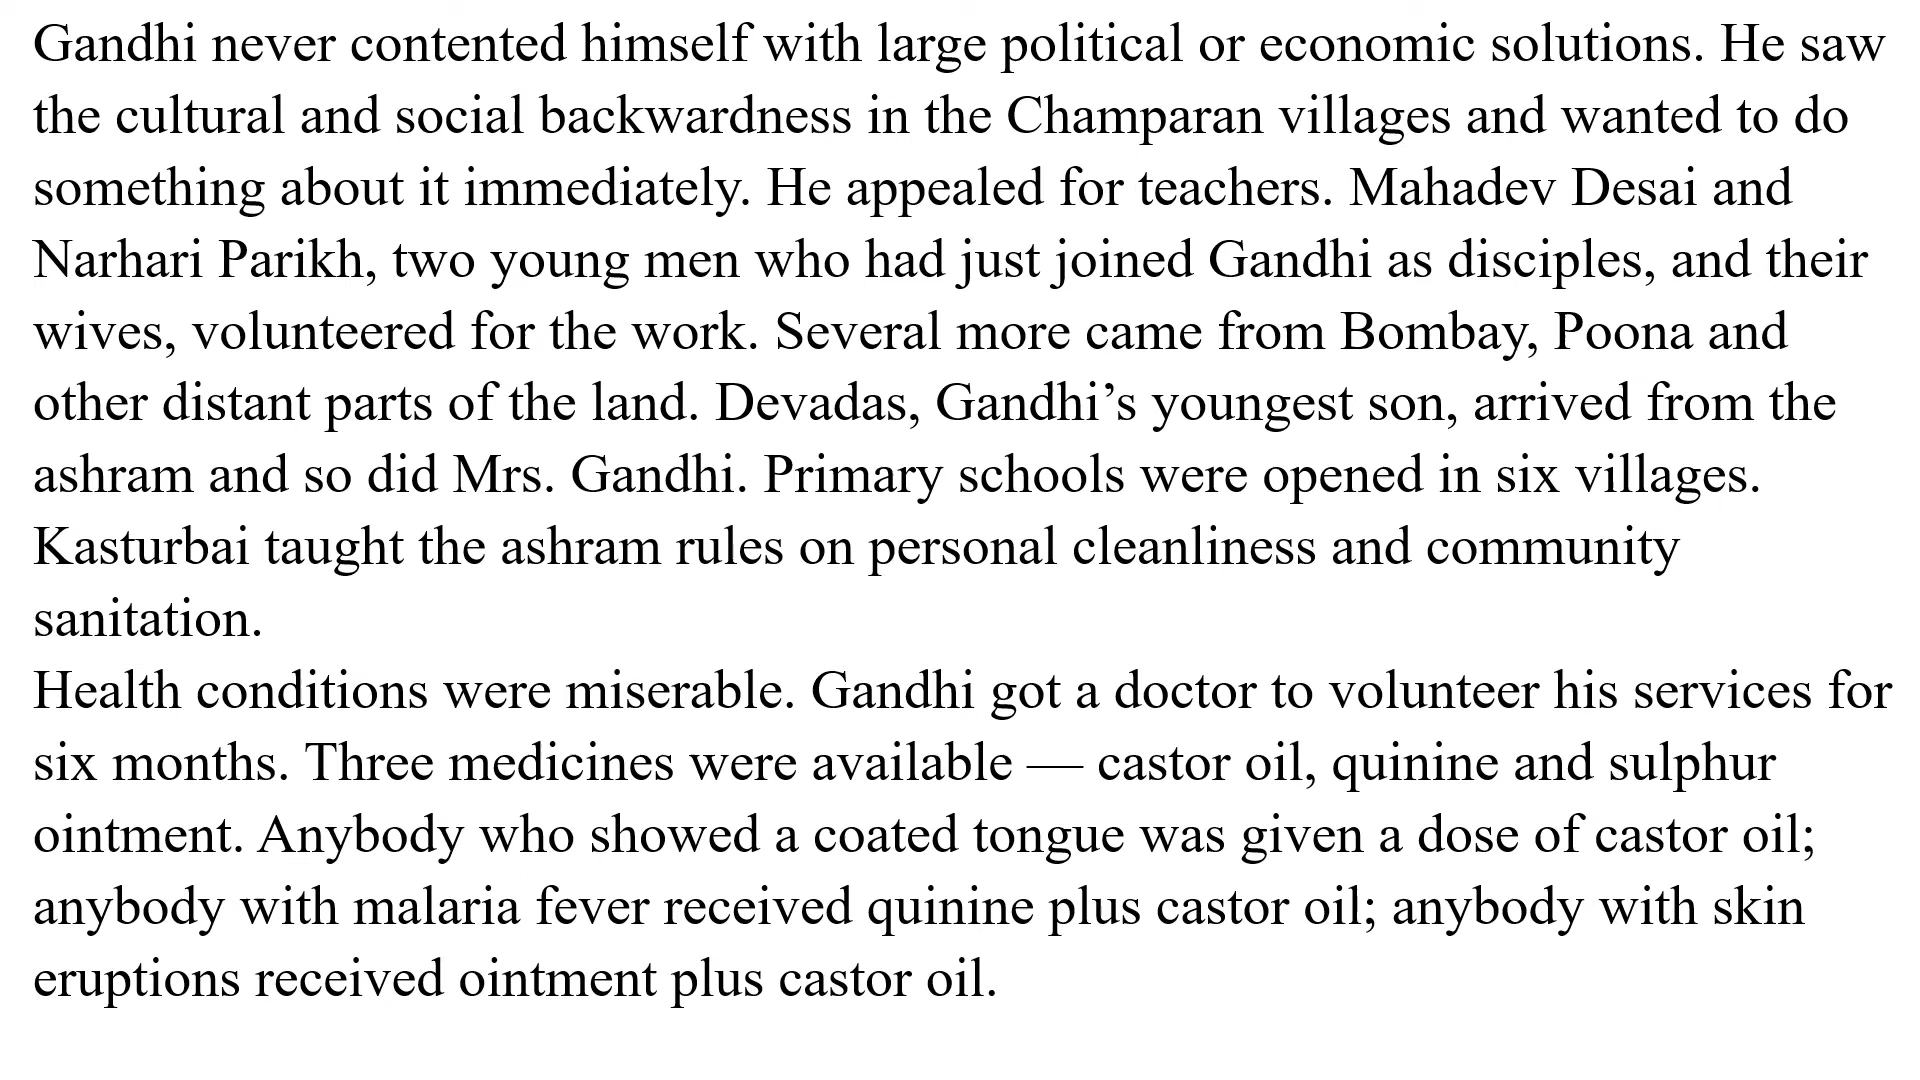 Gandhi never contented himself with large political or economic solutions. He saw
the cultural and social backwardness in the Champaran villages and wanted to do
something about it immediately. He appealed for teachers. Mahadev Desai and
Narhari Parikh, two young men who had just joined Gandhi as disciples, and their
wives, volunteered for the work. Several more came from Bombay, Poona and
other distant parts of the land. Devadas, Gandhi’s youngest son, arrived from the
ashram and so did Mrs. Gandhi. Primary schools were opened in six villages.
Kasturbai taught the ashram rules on personal cleanliness and community
sanitation.
Health conditions were miserable. Gandhi got a doctor to volunteer his services for
six months. Three medicines were available — castor oil, quinine and sulphur
ointment. Anybody who showed a coated tongue was given a dose of castor oil;
anybody with malaria fever received quinine plus castor oil; anybody with skin
eruptions received ointment plus castor oil.